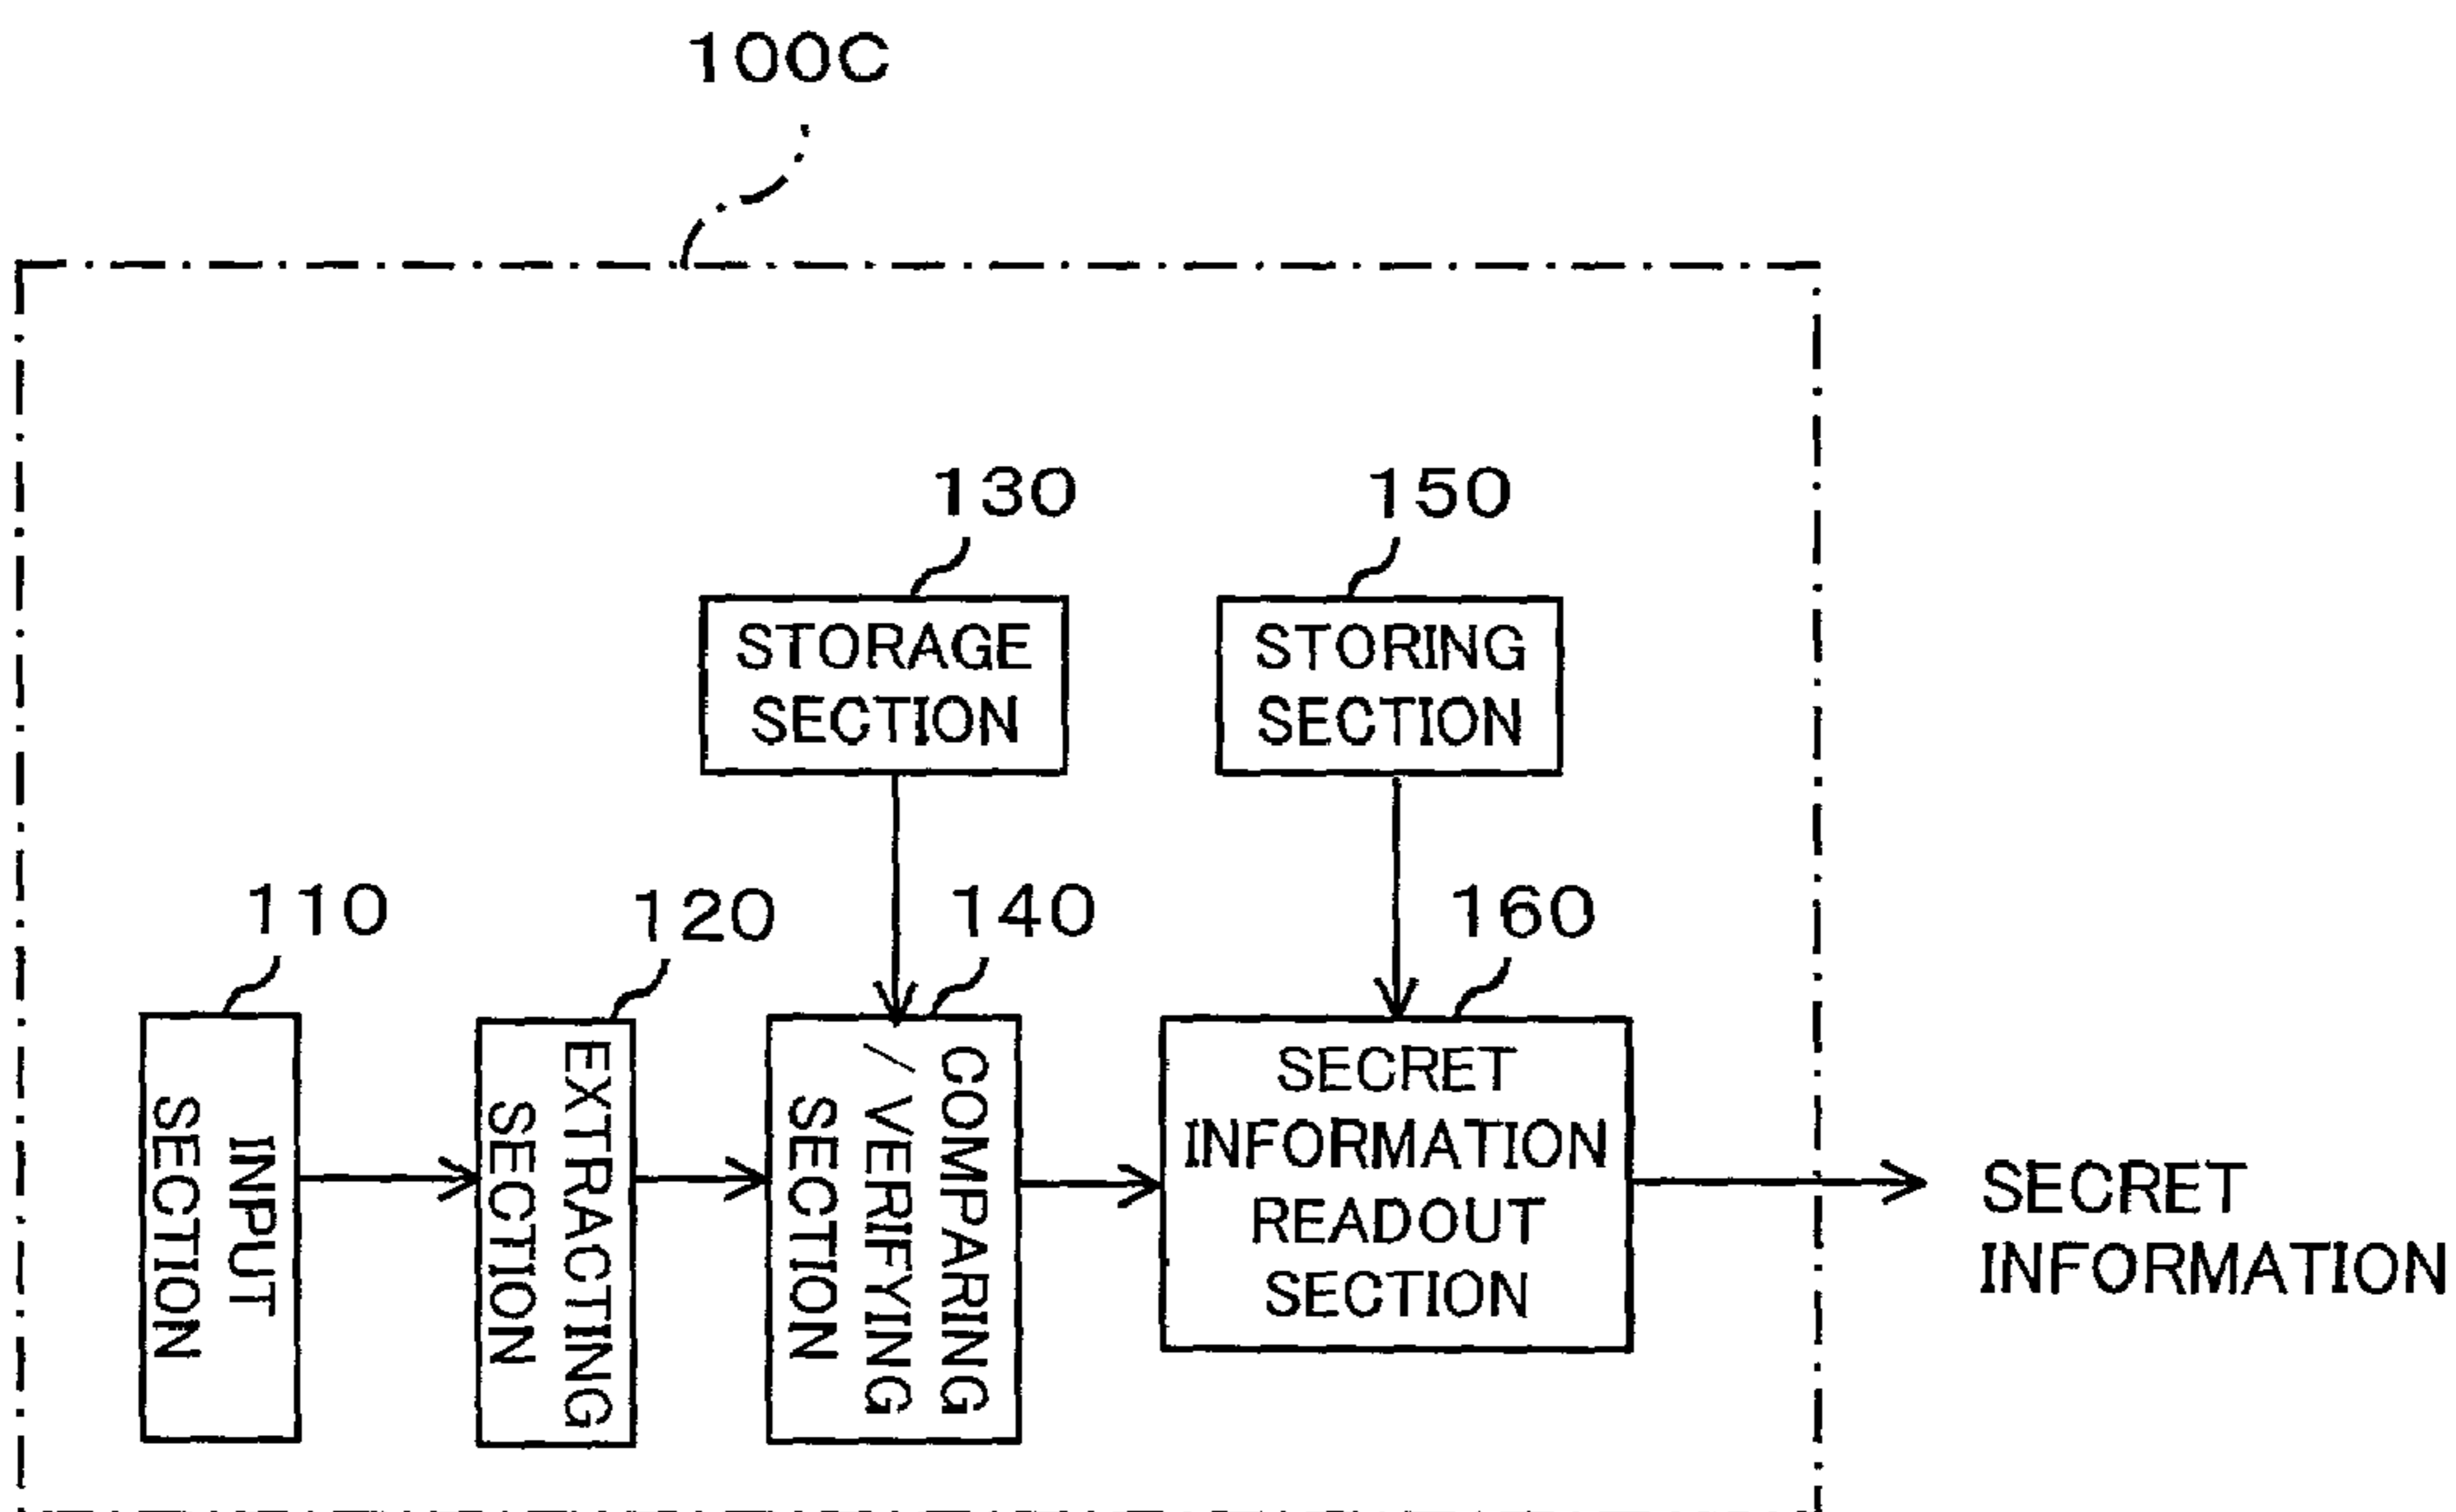 100C
130
150
STORAGE
SECTION
STORING
SECTION
110
120
140
160
INPUT
SECTION
EXTRACTING
SECTION
COMPARING
/VERIFYING
SECTION
SECRET
INFORMATION
READOUT
SECTION
SECRET
INFORMATION